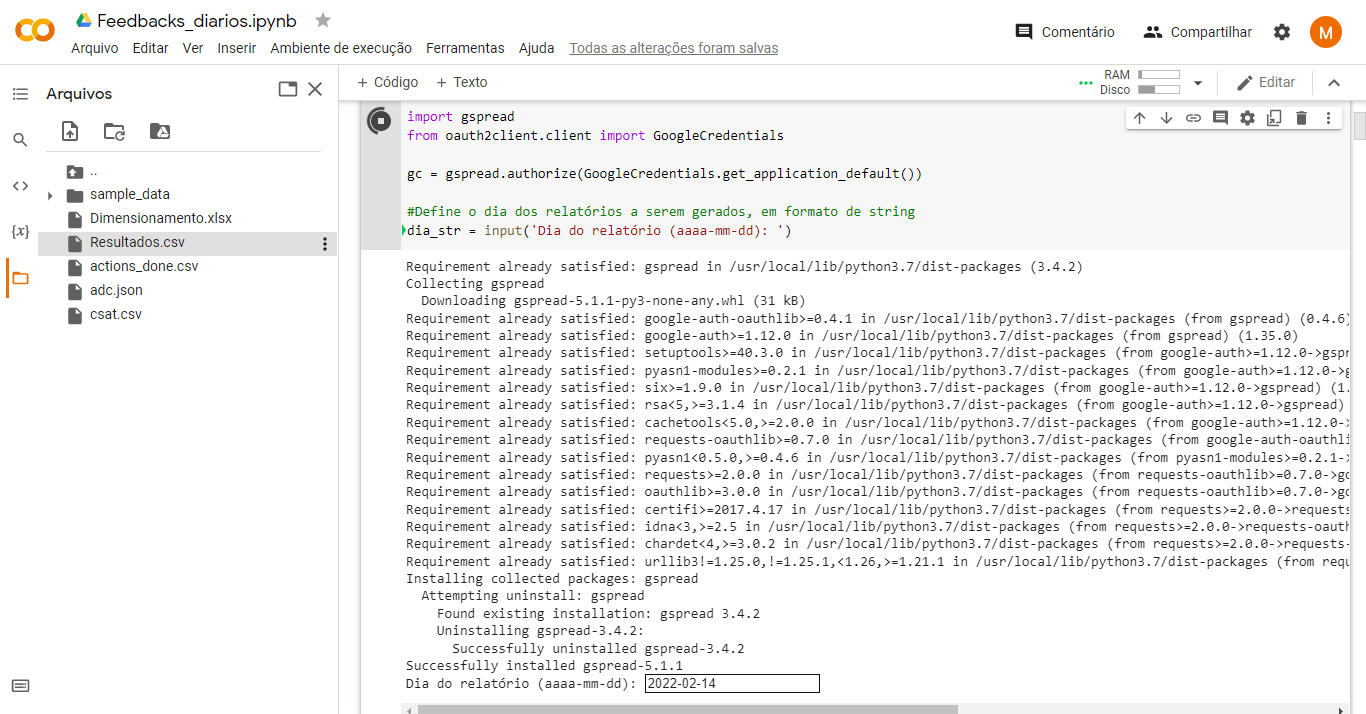 Feedbacks_diarios.ipynb
Arquivo Editar Ver Inserir Ambiente de execução Ferramentas Ajuda Todas as alterações foram salvas
Comentário Compartilhar M
Arquivos
+ Código + Texto
RAM
Disco
Editar
..
sample_data
Dimensionamento.xlsx
Resultados.csv
actions_done.csv
adc.json
csat.csv
{x}
import gspread
from oauth2client.client import GoogleCredentials
gc = gspread.authorize(GoogleCredentials.get_application_default())
#Define o dia dos relatórios a serem gerados, em formato de string
dia_str = input('Dia do relatório (aaaa-mm-dd): ')
Requirement already satisfied: gspread in /usr/local/lib/python3.7/dist-packages (3.4.2)
Collecting gspread
Downloading gspread-5.1.1-py3-none-any.whl (31 kB)
Requirement already satisfied: google-auth-oauthlib>=0.4.1 in /usr/local/lib/python3.7/dist-packages (from gspread) (0.4.6)
Requirement already satisfied: google-auth>=1.12.0 in /usr/local/lib/python3.7/dist-packages (from gspread) (1.35.0)
Requirement already satisfied: setuptools>=40.3.0 in /usr/local/lib/python3.7/dist-packages (from google-auth>=1.12.0->gspr
Requirement already satisfied: pyasn1-modules>=0.2.1 in /usr/local/lib/python3.7/dist-packages (from google-auth>=1.12.0->g
Requirement already satisfied: six>=1.9.0 in /usr/local/lib/python3.7/dist-packages (from google-auth>=1.12.0->gspread) (1.
Requirement already satisfied: rsa<5,>=3.1.4 in /usr/local/lib/python3.7/dist-packages (from google-auth>=1.12.0->gspread)
Requirement already satisfied: cachetools<5.0,>=2.0.0 in /usr/local/lib/python3.7/dist-packages (from google-auth>=1.12.0->
Requirement already satisfied: requests-oauthlib>=0.7.0 in /usr/local/lib/python3.7/dist-packages (from google-auth-oauthli
Requirement already satisfied: pyasn1<0.5.0,>=0.4.6 in /usr/local/lib/python3.7/dist-packages (from pyasn1-modules>=0.2.1->
Requirement already satisfied: requests>=2.0.0 in /usr/local/lib/python3.7/dist-packages (from requests-oauthlib>=0.7.0->go
Requirement already satisfied: oauthlib>=3.0.0 in /usr/local/lib/python3.7/dist-packages (from requests-oauthlib>=0.7.0->go
Requirement already satisfied: certifi>=2017.4.17 in /usr/local/lib/python3.7/dist-packages (from requests>=2.0.0->requests
Requirement already satisfied: idna<3,>=2.5 in /usr/local/lib/python3.7/dist-packages (from requests>=2.0.0->requests-oaut
Requirement already satisfied: chardet<4,>=3.0.2 in /usr/local/lib/python3.7/dist-packages (from requests>=2.0.0->requests-
Requirement already satisfied: urllib3!=1.25.0,!=1.25.1,<1.26,>=1.21.1 in /usr/local/lib/python3.7/dist-packages (from requ
Installing collected packages: gspread
Attempting uninstall: gspread
Found existing installation: gspread 3.4.2
Uninstalling gspread-3.4.2:
Successfully uninstalled gspread-3.4.2
Successfully installed gspread-5.1.1
Dia do relatório (aaaa-mm-dd): 2022-02-14